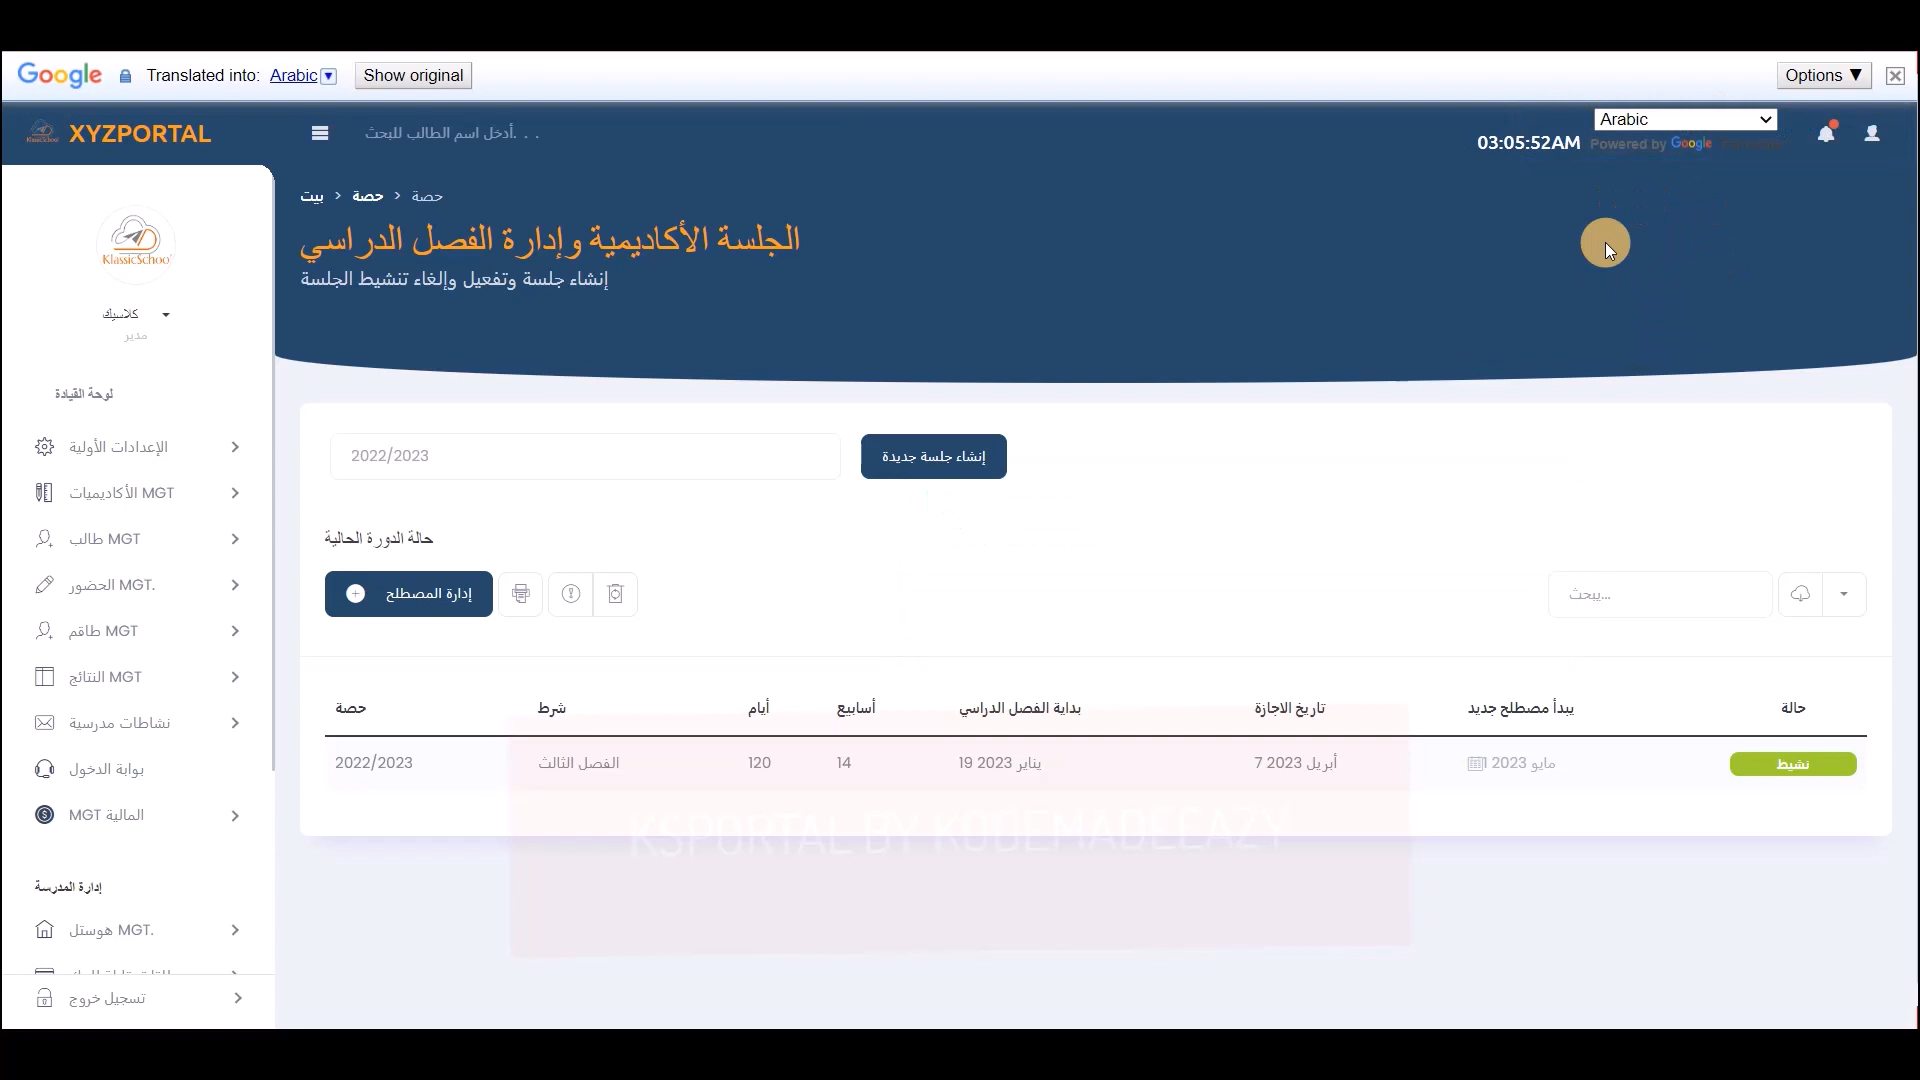 Google Translated into: Arabic Show original Options ▼
XYZPORTAL
أدخل اسم الطالب للبحث. . .
03:05:52AM
Arabic
Powered by Google
بيت > حصة > حصة
الجلسة الأكاديمية وإدارة الفصل الدراسي
إنشاء جلسة وتفعيل وإلغاء تنشيط الجلسة
KlassicSchoo
كلاسيك
مدير
لوحة القيادة
الإعدادات الأولية
الأكاديميات MGT
طالب MGT
الحضور MGT.
طاقم MGT
النتائج MGT
نشاطات مدرسية
بوابة الدخول
MGT المالية
إدارة المدرسة
هوستل MGT.
تسجيل خروج
2022/2023
إنشاء جلسة جديدة
حالة الدورة الحالية
إدارة المصطلح
يبحث...
حصة شرط أيام أسابيع بداية الفصل الدراسي تاريخ الاجازة يبدأ مصطلح جديد حالة
2022/2023 الفصل الثالث 120 14 19 يناير 2023 7 أبريل 2023 1 مايو 2023 نشيط
KSPORTAL BY KODEMADEEAZY